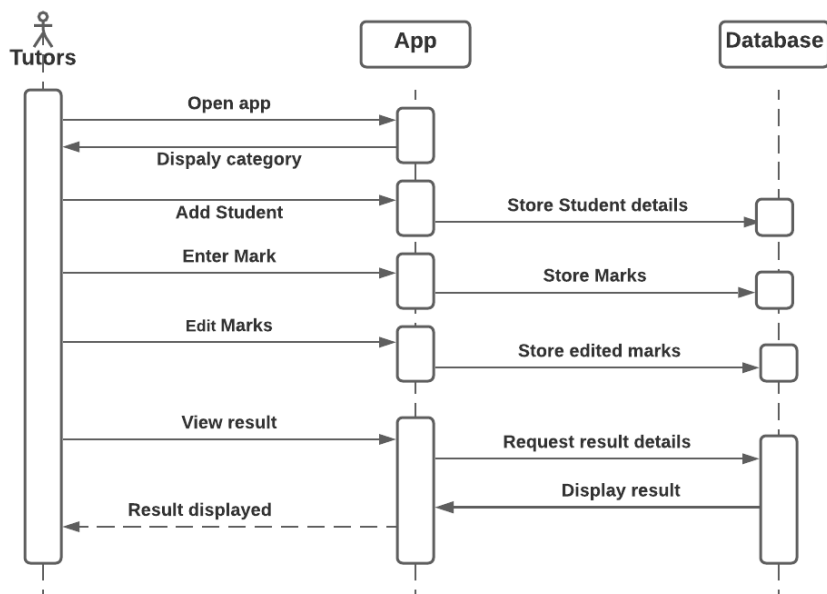 Tutors
App
Database
Open app
Dispaly category
Add Student
Store Student details
Enter Mark
Store Marks
Edit Marks
Store edited marks
View result
Request result details
Display result
Result displayed